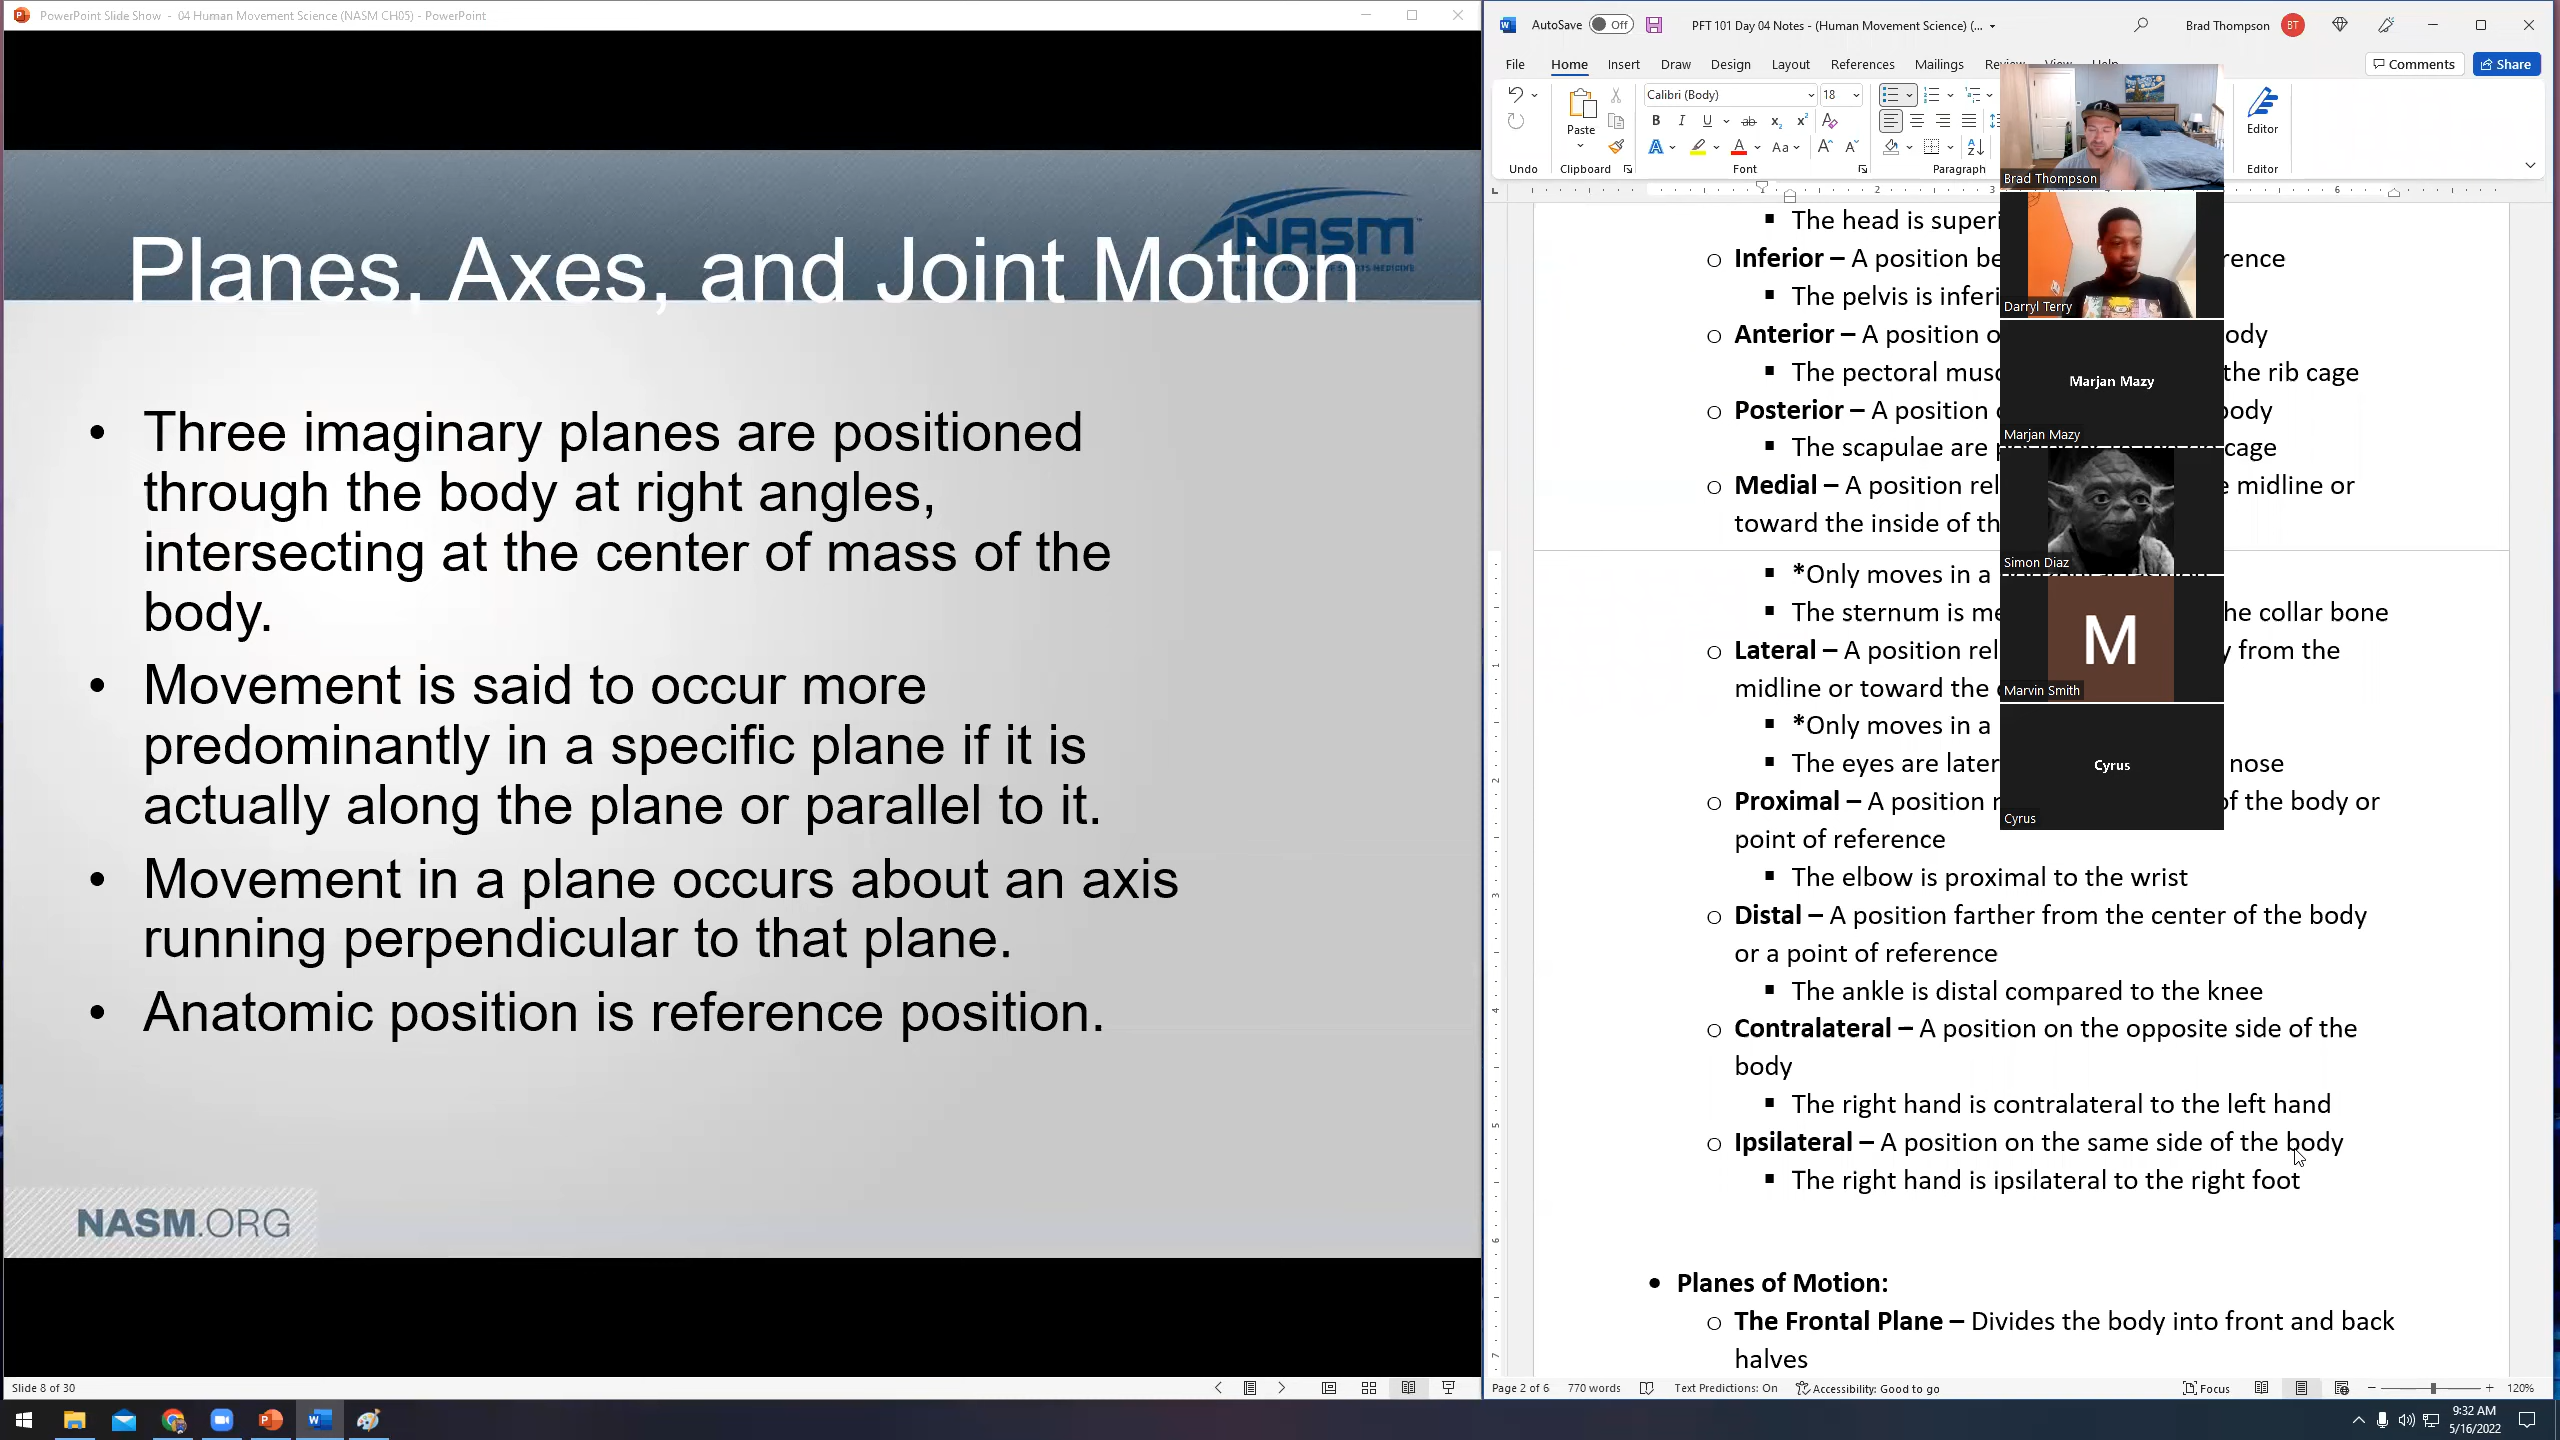 PowerPoint Slide Show - 04 Human Movement Science (NASM CH05) - PowerPoint
NASM
Planes, Axes, and Joint Motion
• Three imaginary planes are positioned
through the body at right angles,
intersecting at the center of mass of the
body.
• Movement is said to occur more
predominantly in a specific plane if it is
actually along the plane or parallel to it.
• Movement in a plane occurs about an axis
running perpendicular to that plane.
• Anatomic position is reference position.
NASM.ORG
Slide 8 of 30
AutoSave Off PFT 101 Day 04 Notes - (Human Movement Science) (... Brad Thompson BT
File Home Insert Draw Design Layout References Mailings Review View Help Comments Share
Calibri (Body) 18
Paste
Editor
Undo Clipboard Font Paragraph Editor
2 3 6
Brad Thompson
Darryl Terry
Marjan Mazy
Marjan Mazy
Simon Diaz
M
Marvin Smith
Cyrus
Cyrus
▪ The head is
o Inferior – A position
▪ The pelvis is
o Anterior – A position
ody
▪ The pectoral the rib cage
o Posterior – A position body
▪ The scapulae are cage
o Medial – A position midline or
toward the inside of
▪ *Only moves in a
▪ The sternum is the collar bone
o Lateral – A position from the
midline or toward the
▪ *Only moves in a
▪ The eyes are nose
o Proximal – A position of the body or
point of reference
▪ The elbow is proximal to the wrist
o Distal – A position farther from the center of the body
or a point of reference
▪ The ankle is distal compared to the knee
o Contralateral – A position on the opposite side of the
body
▪ The right hand is contralateral to the left hand
o Ipsilateral – A position on the same side of the body
▪ The right hand is ipsilateral to the right foot
• Planes of Motion:
o The Frontal Plane – Divides the body into front and back
halves
Page 2 of 6 770 words Text Predictions: On Accessibility: Good to go Focus 120%
9:32 AM
5/16/2022